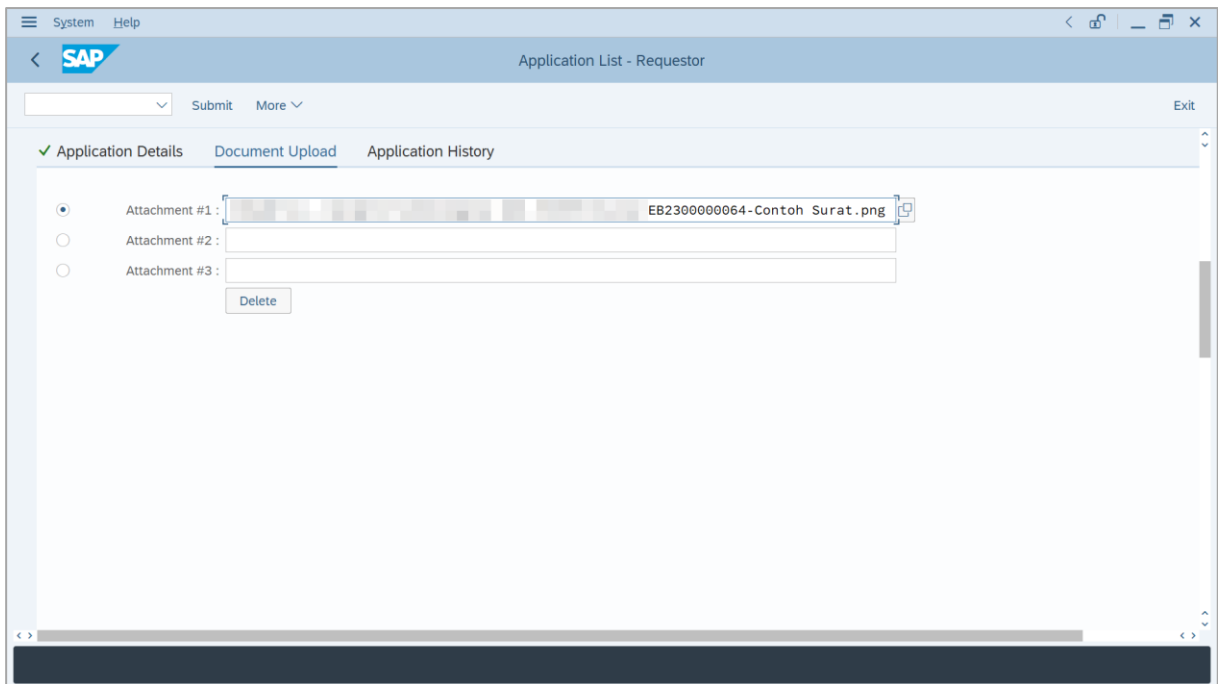 System Help
SAP Application List - Requestor
Submit More Exit
Application Details Document Upload Application History
Attachment #1 : EB2300000064-Contoh Surat.png
Attachment #2 :
Attachment #3 :
Delete